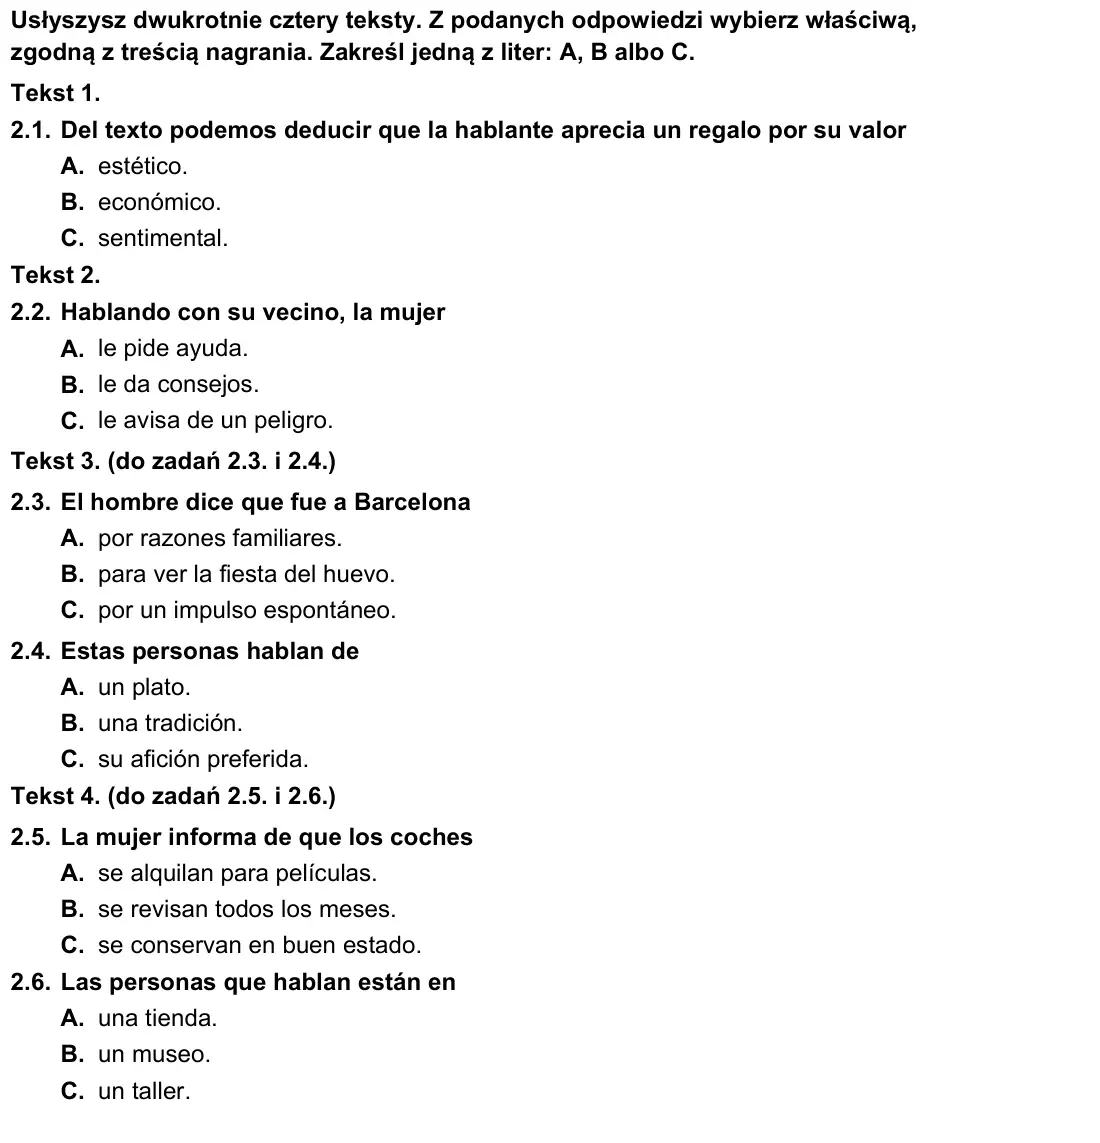 Usłyszysz dwukrotnie cztery teksty. Z podanych odpowiedzi wybierz właściwą,
zgodną z treścią nagrania. Zakreśl jedną z liter: A, B albo C.
Tekst 1.
2.1. Del texto podemos deducir que la hablante aprecia un regalo por su valor
A. estético.
B. económico.
C. sentimental.
Tekst 2.
2.2. Hablando con su vecino, la mujer
A. le pide ayuda.
B. le da consejos.
C. le avisa de un peligro.
Tekst 3. (do zadań 2.3. i 2.4.)
2.3. El hombre dice que fue a Barcelona
A. por razones familiares.
B. para ver la fiesta del huevo.
C. por un impulso espontáneo.
2.4. Estas personas hablan de
A. un plato.
B. una tradición.
C. su afición preferida.
Tekst 4. (do zadań 2.5. i 2.6.)
2.5. La mujer informa de que los coches
A. se alquilan para películas.
B. se revisan todos los meses.
C. se conservan en buen estado.
2.6. Las personas que hablan están en
A. una tienda.
B. un museo.
C. un taller.